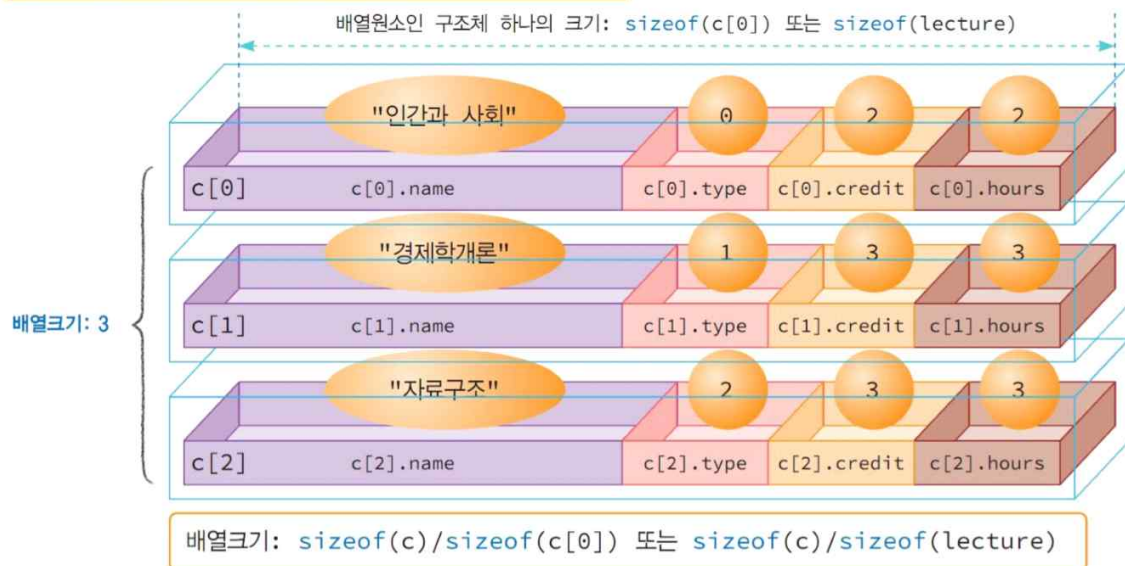 배열원소인 구조체 하나의 크기: sizeof(c[0]) 또는 sizeof(lecture)
"인간과 사회" 0 2 2
c[0] c[0].name c[0].type c[0].credit c[0].hours
"경제학개론" 1 3 3
배열크기: 3
c[1] c[1].name c[1].type c[1].credit c[1].hours
"자료구조" 2 3 3
c[2] c[2].name c[2].type c[2].credit c[2].hours
배열크기: sizeof(c)/sizeof(c[0]) 또는 sizeof(c)/sizeof(lecture)